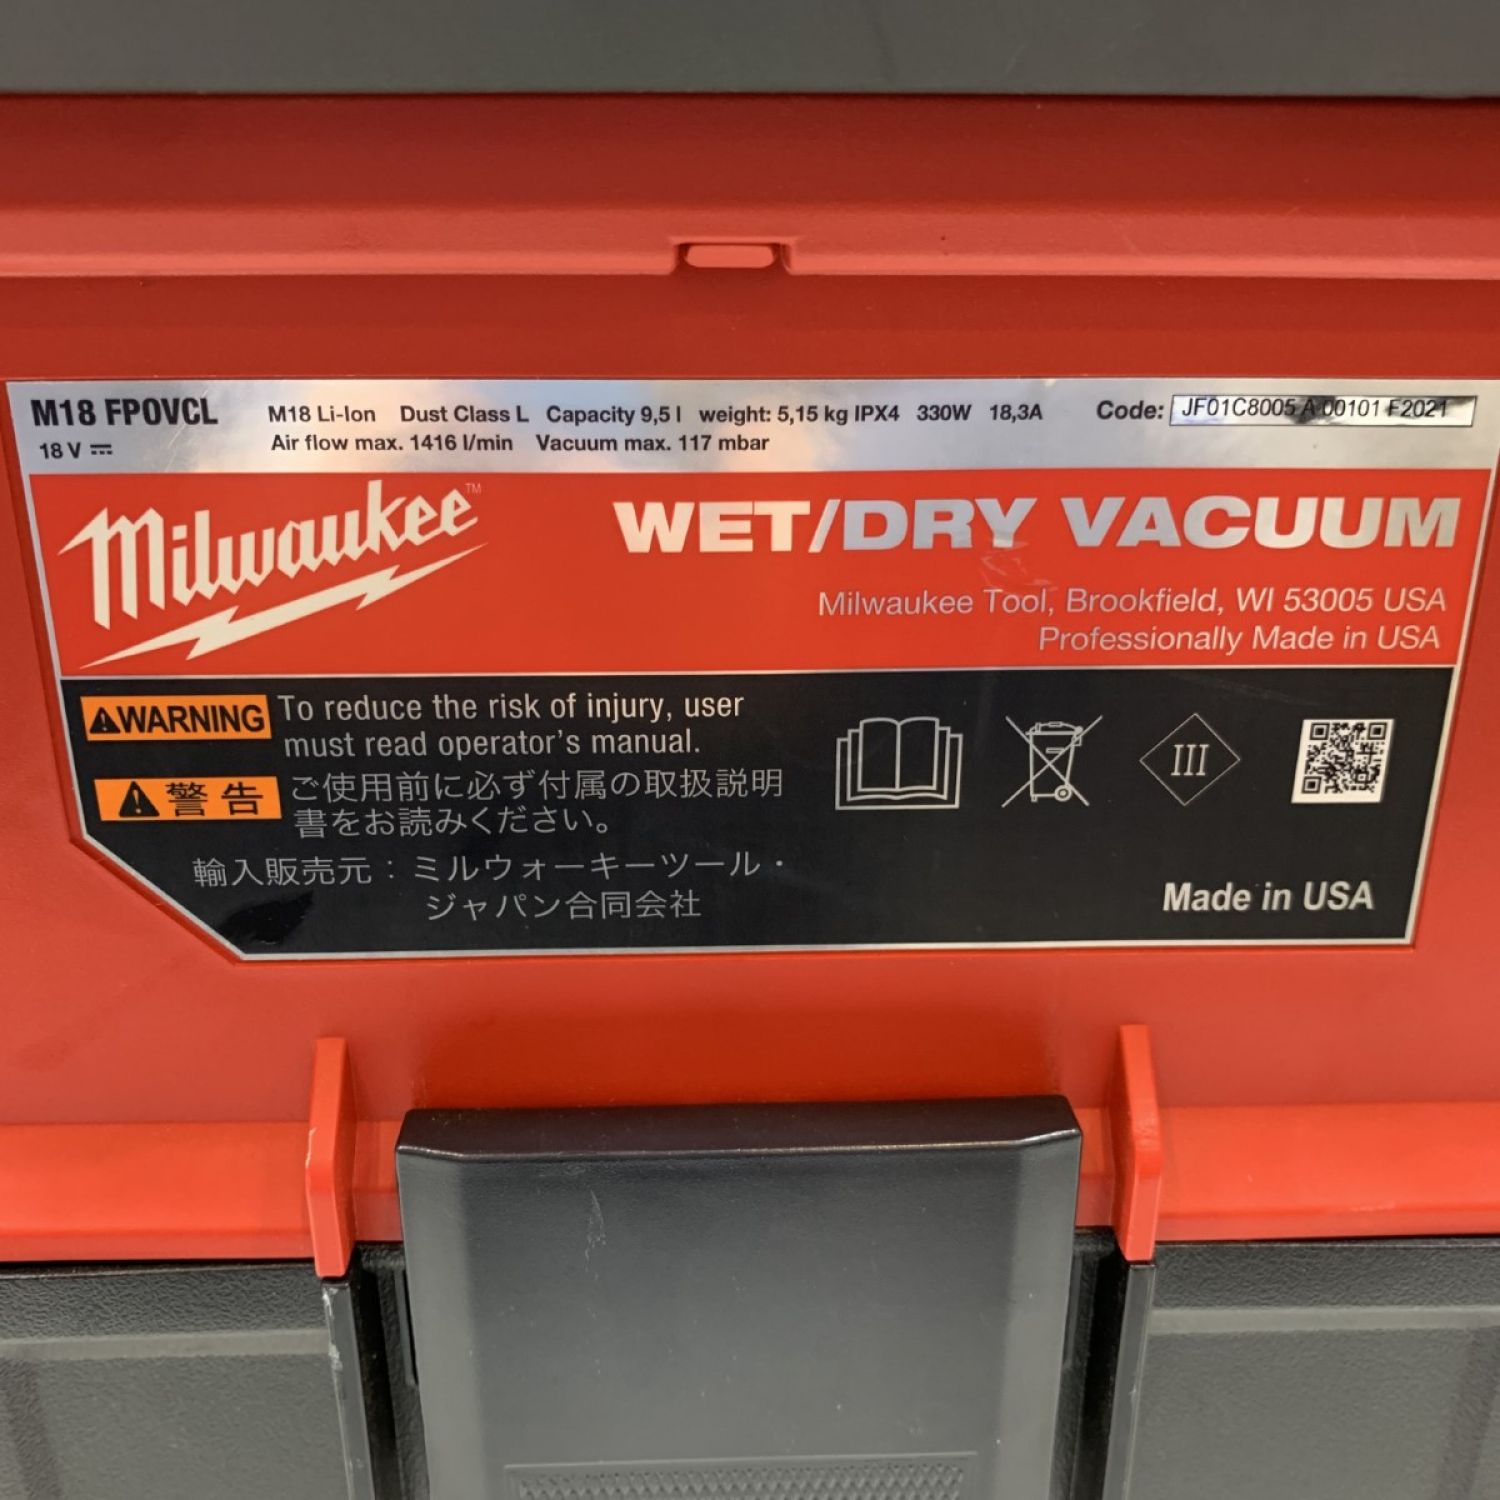 M18 FPOVCL
18 V
M18 Li-Ion Dust Class L Capacity 9,5 l weight: 5,15 kg IPX4 330W 18,3A
Air flow max. 1416 l/min Vacuum max. 117 mbar
Code: JF01C8005 A 00101 F2021
Milwaukee™
WET/DRY VACUUM
Milwaukee Tool, Brookfield, WI 53005 USA
Professionally Made in USA
WARNING
To reduce the risk of injury, user
must read operator's manual.
警告
ご使用前に必ず付属の取扱説明
書をお読みください。
輸入販売元：ミルウォーキーツール・
ジャパン合同会社
III
Made in USA